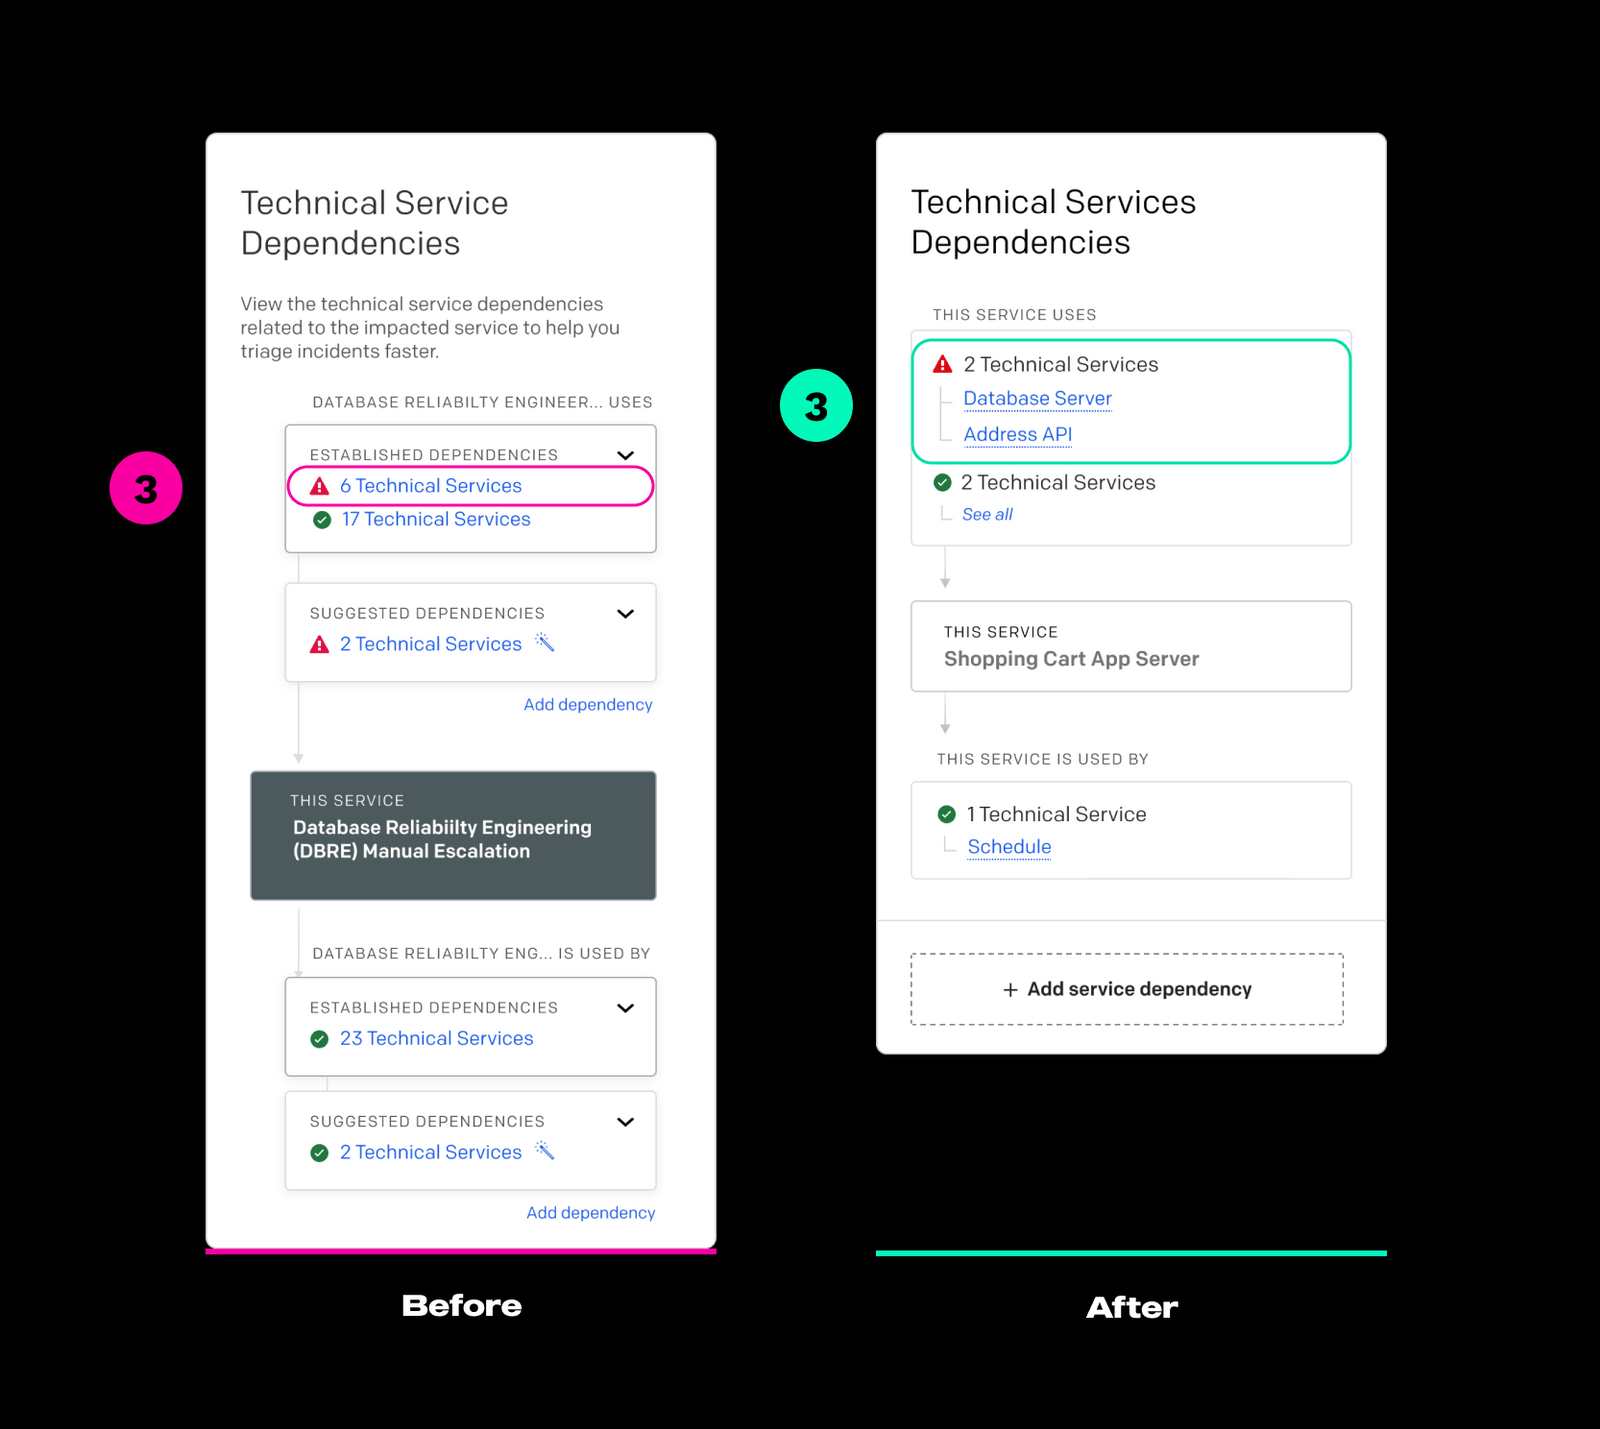 Technical Service
Dependencies
View the technical service dependencies
related to the impacted service to help you
triage incidents faster.
DATABASE RELIABILTY ENGINEER... USES
ESTABLISHED DEPENDENCIES
3
6 Technical Services
17 Technical Services
SUGGESTED DEPENDENCIES
2 Technical Services
Add dependency
THIS SERVICE
Database Reliabiilty Engineering
(DBRE) Manual Escalation
DATABASE RELIABILTY ENG... IS USED BY
ESTABLISHED DEPENDENCIES
23 Technical Services
SUGGESTED DEPENDENCIES
2 Technical Services
Add dependency
Before
Technical Services
Dependencies
THIS SERVICE USES
3
2 Technical Services
Database Server
Address API
2 Technical Services
See all
THIS SERVICE
Shopping Cart App Server
THIS SERVICE IS USED BY
1 Technical Service
Schedule
+ Add service dependency
After